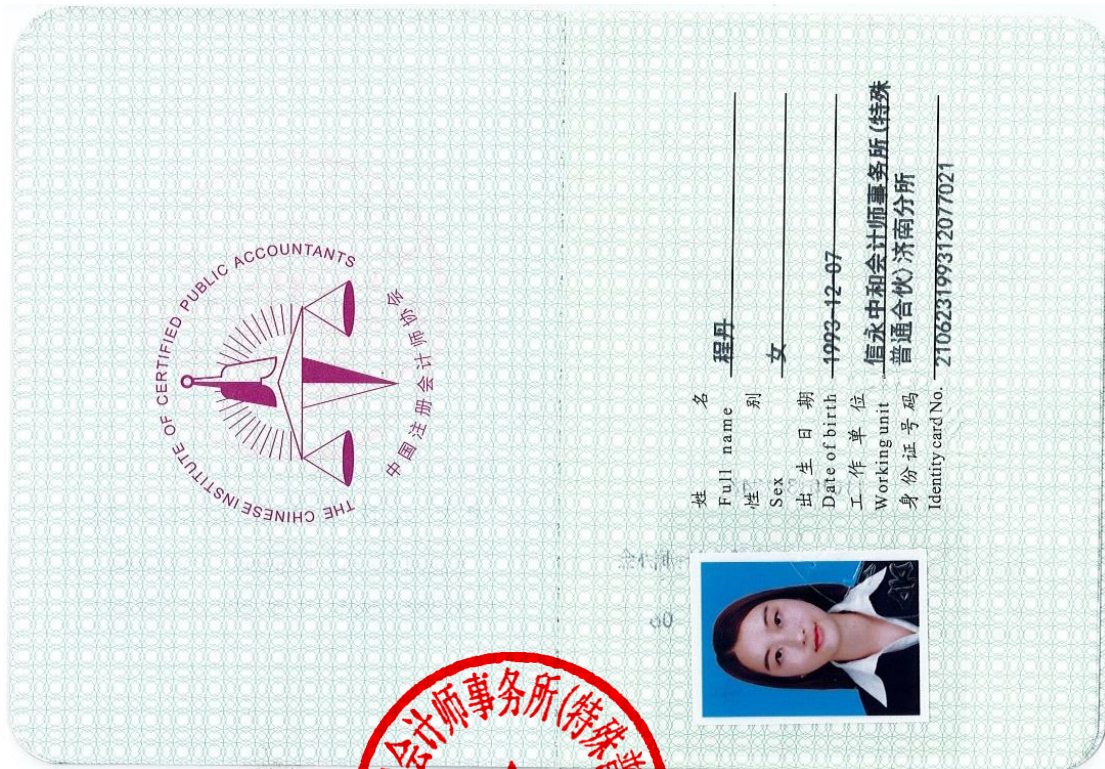 THE CHINESE INSTITUTE OF CERTIFIED PUBLIC ACCOUNTANTS
中国注册会计师协会
姓 名 程丹
Full name
性 别 女
Sex
出 生 日 期 1993-12-07
Date of birth
工 作 单 位 信永中和会计师事务所(特殊
Working unit 普通合伙)济南分所
身 份 证 号 码 210623199312077021
Identity card No.
会计师事务所(特殊普